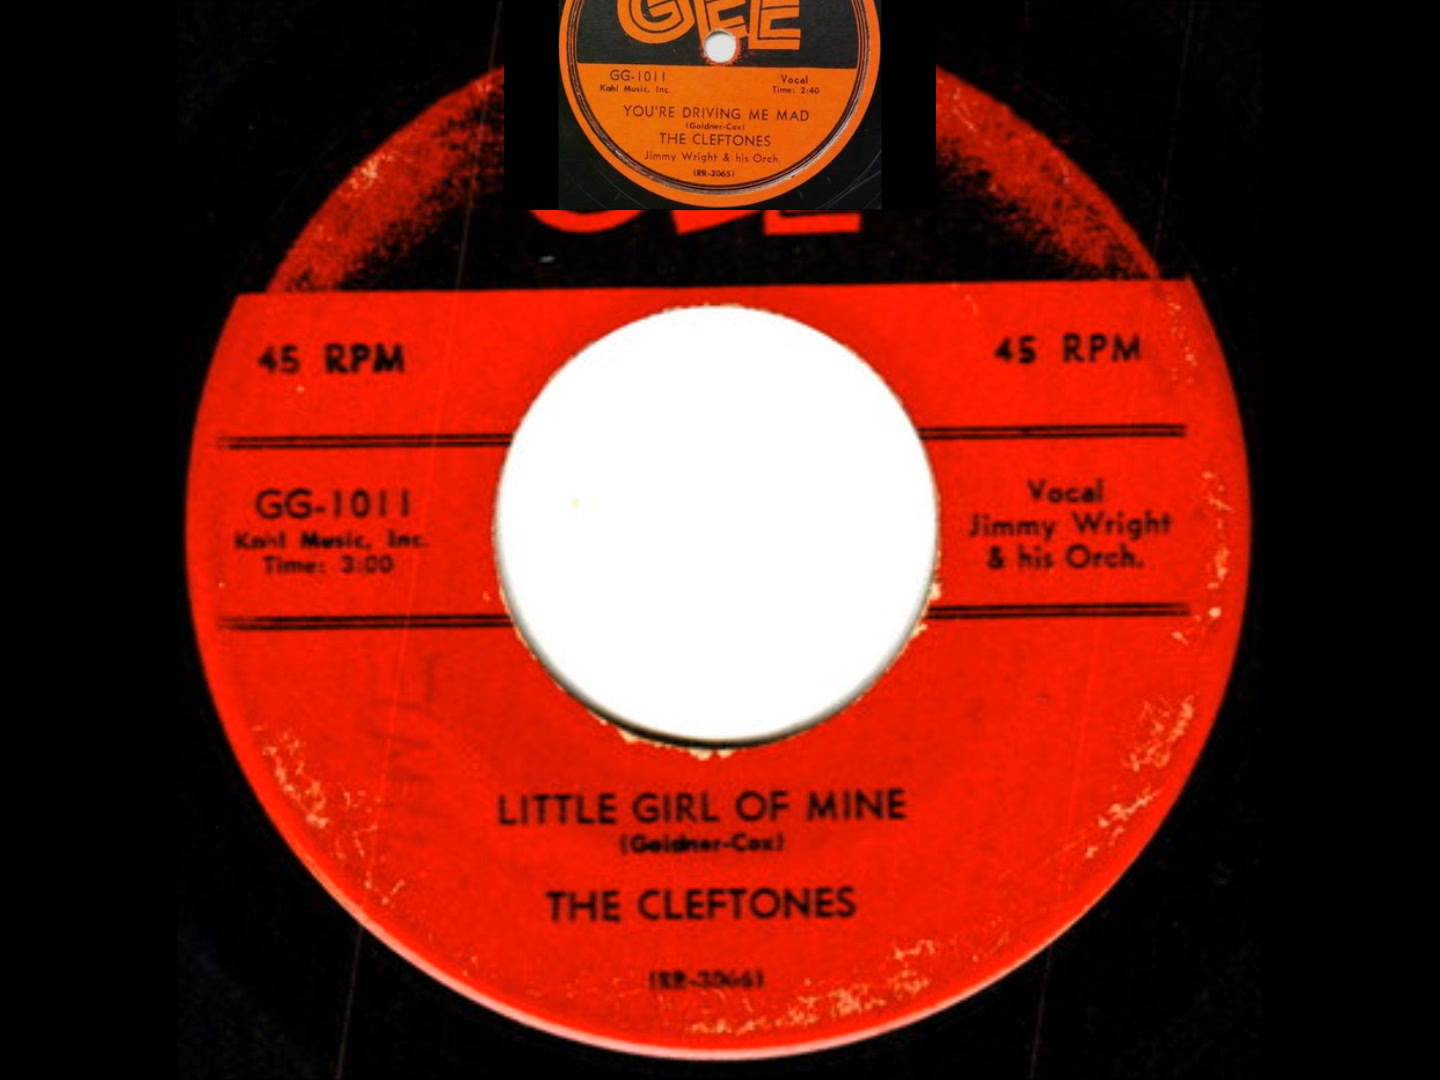 GEE
GG-1011
Kahl Music, Inc.
Vocal
Time: 2:40
YOU'RE DRIVING ME MAD
(Goldner-Cox)
THE CLEFTONES
Jimmy Wright & his Orch.
(RR-3065)
45 RPM
45 RPM
GG-1011
Kahl Music, Inc.
Time: 3:00
Vocal
Jimmy Wright
& his Orch.
LITTLE GIRL OF MINE
(Goldner-Cox)
THE CLEFTONES
(RR-3066)